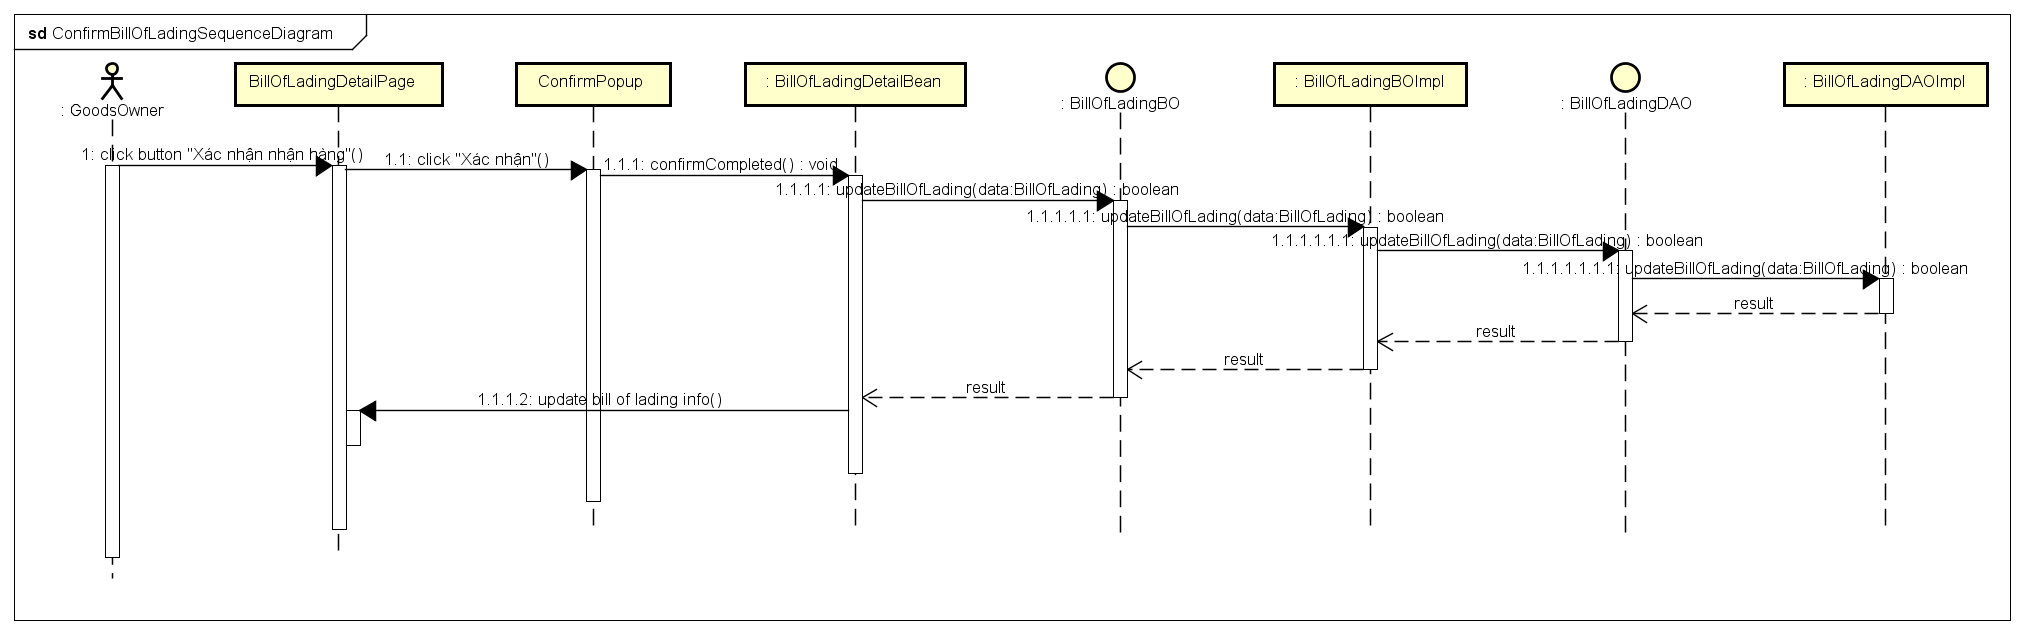 sd ConfirmBillOfLadingSequenceDiagram
: GoodsOwner
BillOfLadingDetailPage
ConfirmPopup
: BillOfLadingDetailBean
: BillOfLadingBO
: BillOfLadingBOImpl
: BillOfLadingDAO
: BillOfLadingDAOImpl
1: click button "Xác nhận nhận hàng"()
1.1: click "Xác nhận"()
1.1.1: confirmCompleted() : void
1.1.1.1: updateBillOfLading(data:BillOfLading) : boolean
1.1.1.1.1: updateBillOfLading(data:BillOfLading) : boolean
1.1.1.1.1.1: updateBillOfLading(data:BillOfLading) : boolean
1.1.1.1.1.1.1: updateBillOfLading(data:BillOfLading) : boolean
result
result
result
result
1.1.1.2: update bill of lading info()